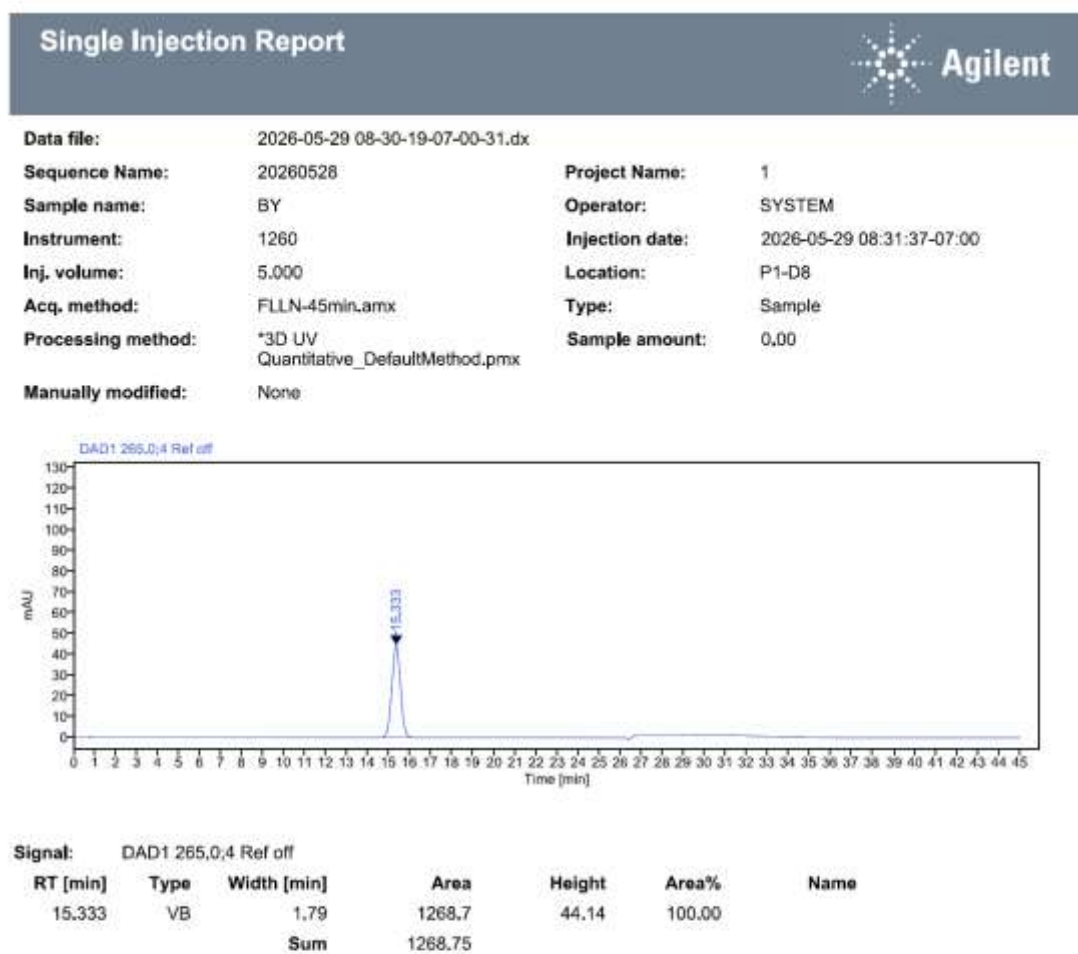 Single Injection Report
Agilent
Data file: 2026-05-29 08-30-19-07-00-31.dx
Sequence Name: 20260528 Project Name: 1
Sample name: BY Operator: SYSTEM
Instrument: 1260 Injection date: 2026-05-29 08:31:37-07:00
Inj. volume: 5.000 Location: P1-D8
Acq. method: FLLN-45min.amx Type: Sample
Processing method: *3D UV Sample amount: 0.00
Quantitative_DefaultMethod.pmx
Manually modified: None
DAD1 265.0;4 Ref off
130
120
110
100
90
80
70
60
50
40
30
20
10
0
mAU
15.333
0 1 2 3 4 5 6 7 8 9 10 11 12 13 14 15 16 17 18 19 20 21 22 23 24 25 26 27 28 29 30 31 32 33 34 35 36 37 38 39 40 41 42 43 44 45
Time [min]
Signal: DAD1 265.0;4 Ref off
RT [min] Type Width [min] Area Height Area% Name
15.333 VB 1.79 1268.7 44.14 100.00
Sum 1268.75